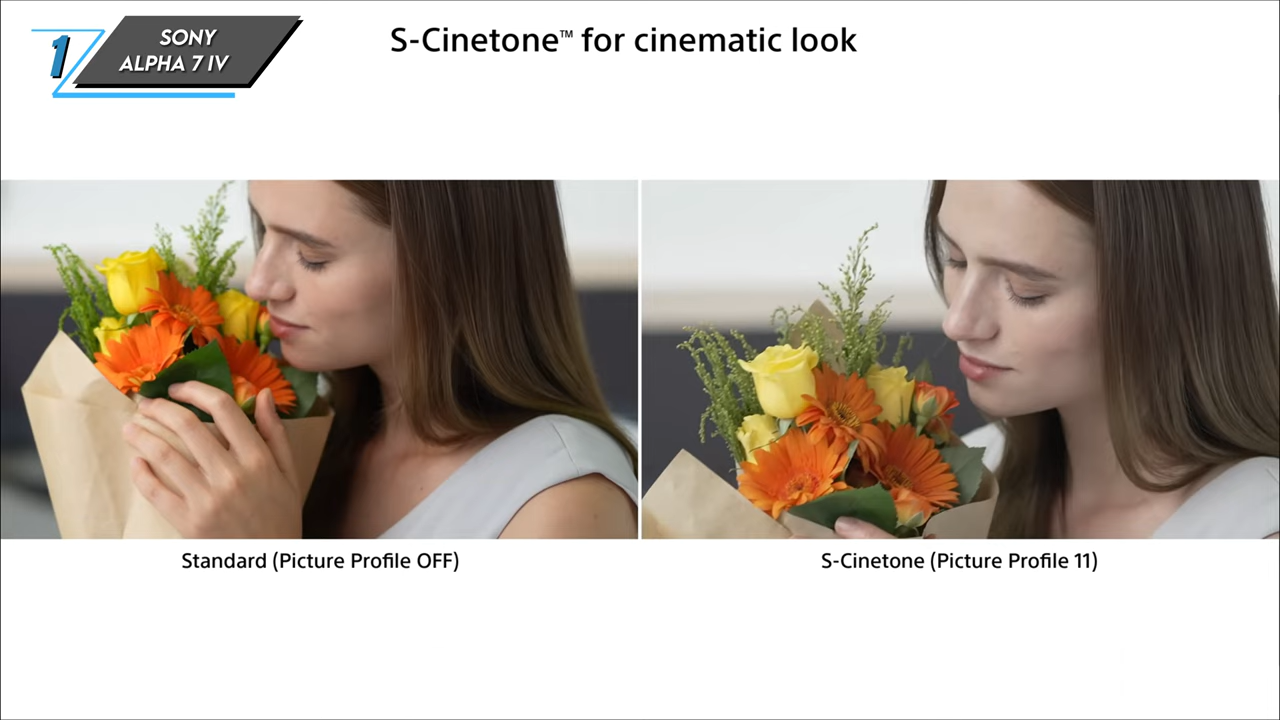 1
SONY
ALPHA 7 IV
S-Cinetone™ for cinematic look
Standard (Picture Profile OFF)
S-Cinetone (Picture Profile 11)